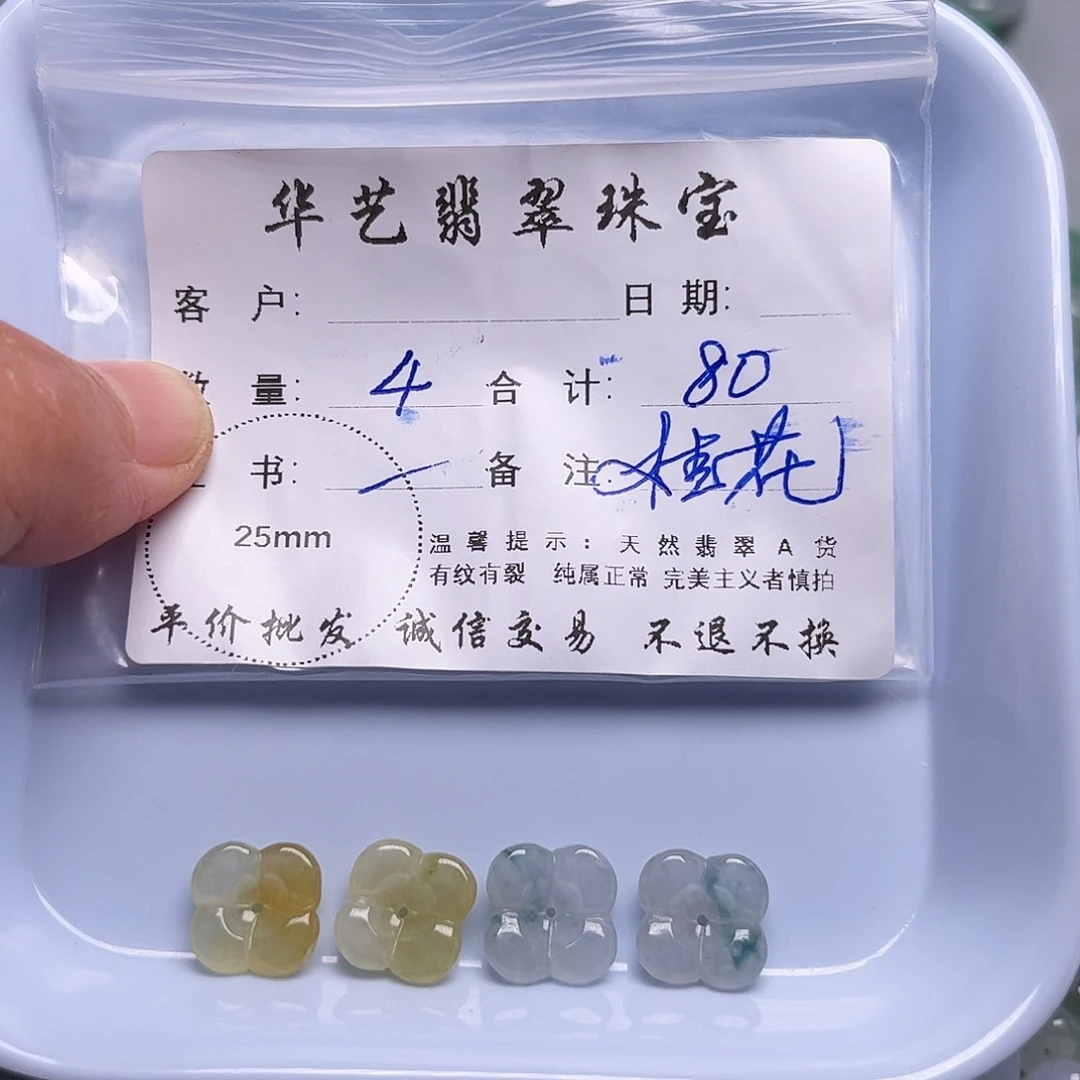 华艺翡翠珠宝
客 户: 日 期:
量: 4 合 计: 80
书: 备 注: 桂花
25mm
温馨提示: 天然翡翠A货
有纹有裂 纯属正常 完美主义者慎拍
平价批发 诚信交易 不退不换